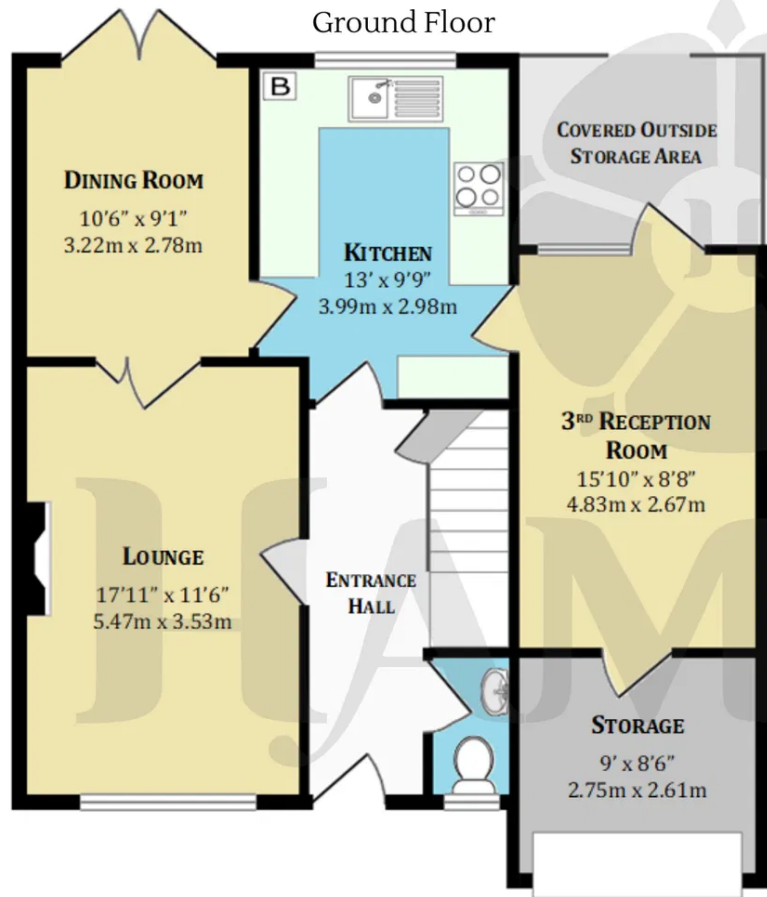 Ground Floor
B
COVERED OUTSIDE
STORAGE AREA
DINING ROOM
10'6" x 9'1"
3.22m x 2.78m
KITCHEN
13' x 9'9"
3.99m x 2.98m
3RD RECEPTION
ROOM
15'10" x 8'8"
4.83m x 2.67m
LOUNGE
17'11" x 11'6"
5.47m x 3.53m
ENTRANCE
HALL
STORAGE
9' x 8'6"
2.75m x 2.61m
HAM